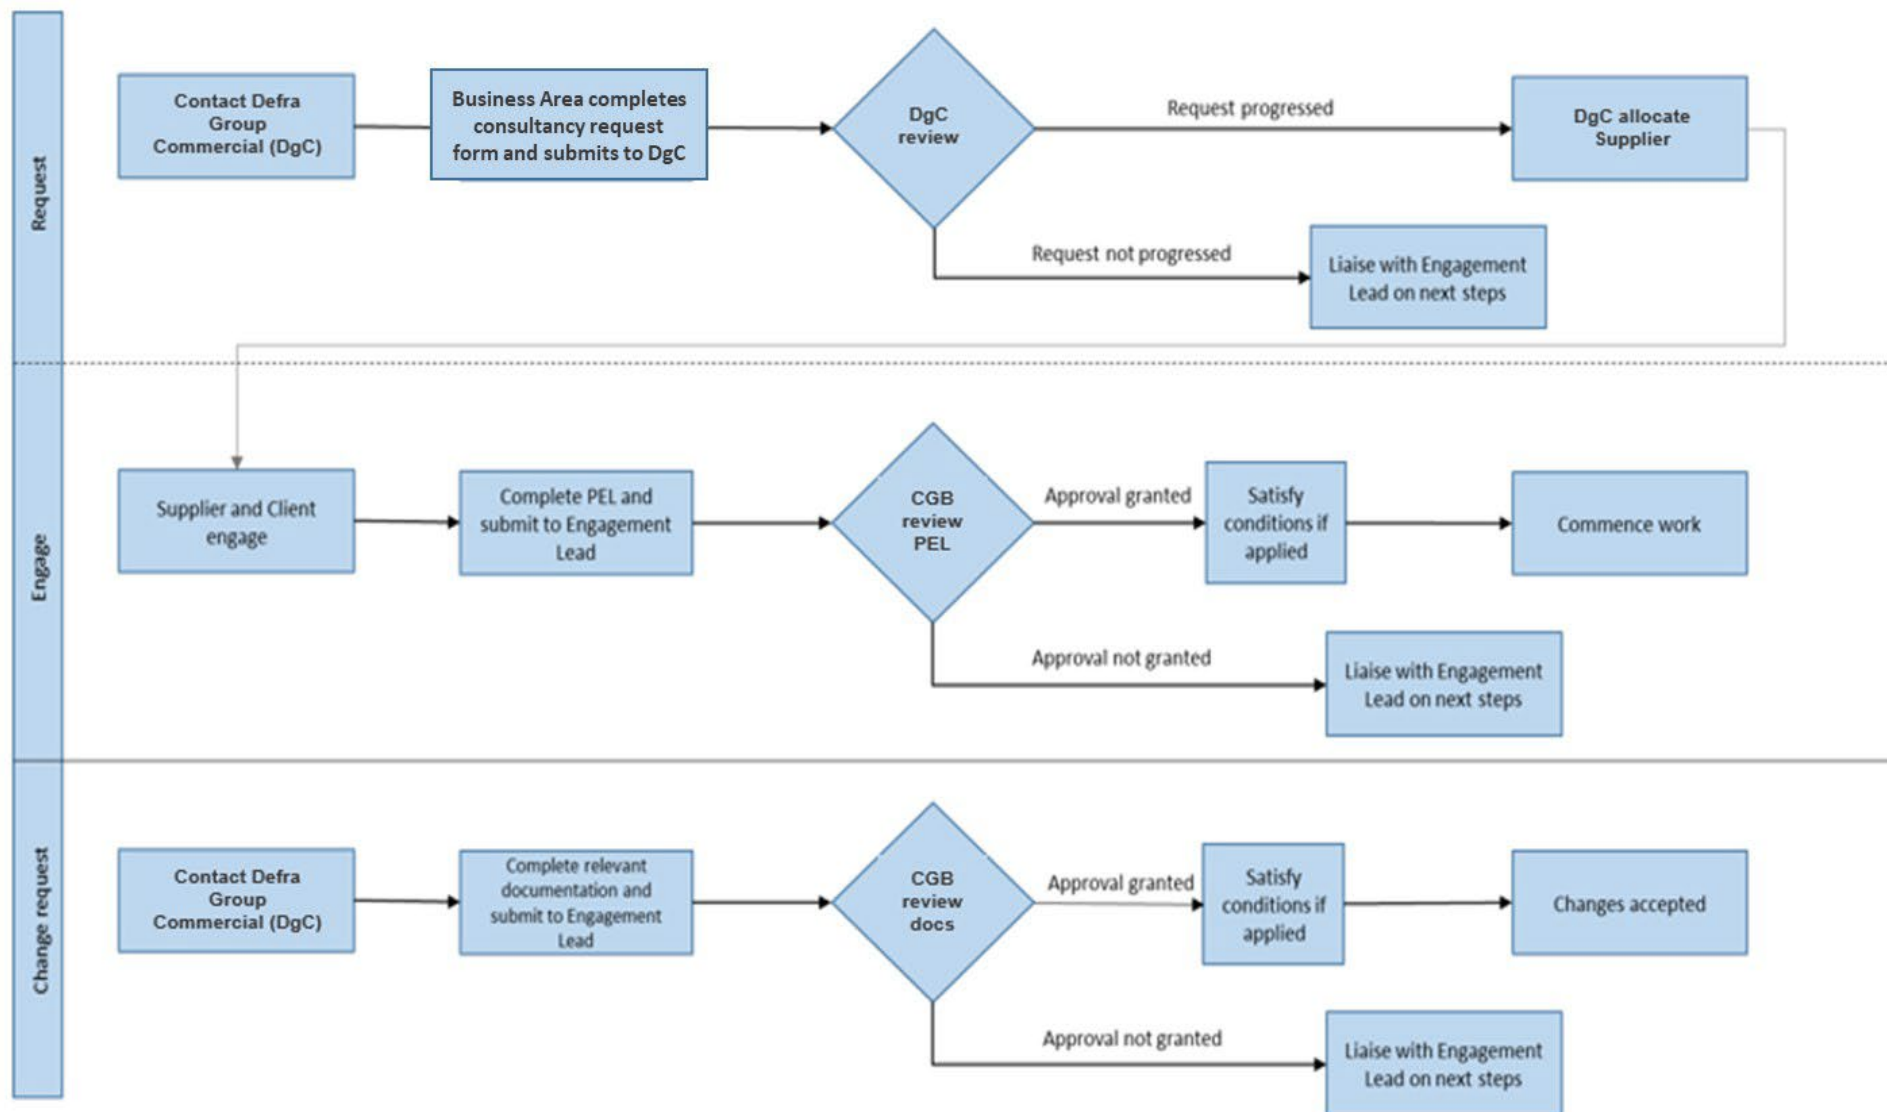 Request
Contact Defra
Group
Commercial (DgC)
Business Area completes
consultancy request
form and submits to DgC
DgC
review
Request progressed
DgC allocate
Supplier
Request not progressed
Liaise with Engagement
Lead on next steps
Engage
Supplier and Client
engage
Complete PEL and
submit to Engagement
Lead
CGB
review
PEL
Approval granted
Satisfy
conditions if
applied
Commence work
Approval not granted
Liaise with Engagement
Lead on next steps
Change request
Contact Defra
Group
Commercial (DgC)
Complete relevant
documentation and
submit to Engagement
Lead
CGB
review
docs
Approval granted
Satisfy
conditions if
applied
Changes accepted
Approval not granted
Liaise with Engagement
Lead on next steps